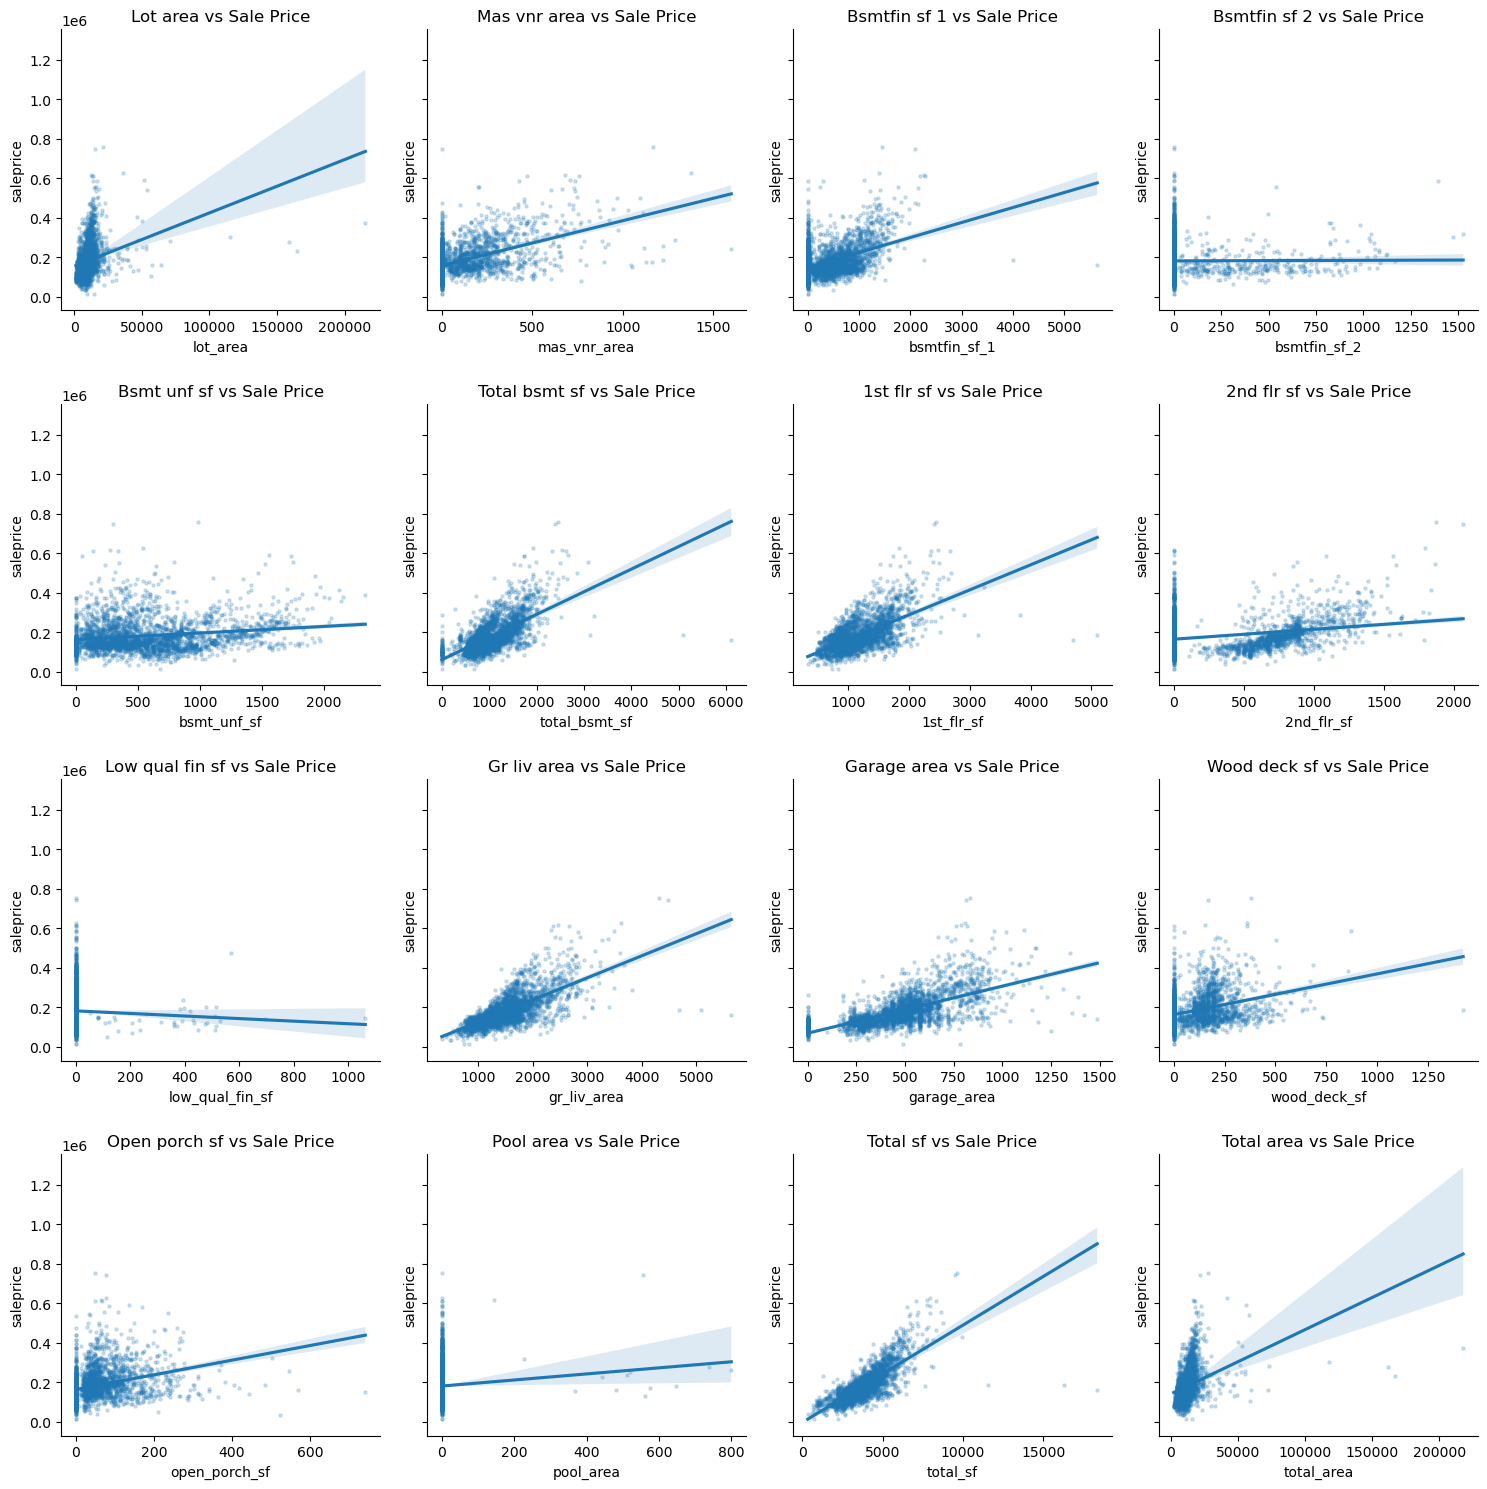 Lot area vs Sale Price Mas vnr area vs Sale Price Bsmtfin sf 1 vs Sale Price Bsmtfin sf 2 vs Sale Price
1e6
1.2
1.0
0.8
0.6
0.4
0.2
0.0
saleprice saleprice saleprice saleprice
0 50000 100000 150000 200000 0 500 1000 1500 0 1000 2000 3000 4000 5000 0 250 500 750 1000 1250 1500
lot_area mas_vnr_area bsmtfin_sf_1 bsmtfin_sf_2
Bsmt unf sf vs Sale Price Total bsmt sf vs Sale Price 1st flr sf vs Sale Price 2nd flr sf vs Sale Price
1e6
1.2
1.0
0.8
0.6
0.4
0.2
0.0
saleprice saleprice saleprice saleprice
0 500 1000 1500 2000 0 1000 2000 3000 4000 5000 6000 1000 2000 3000 4000 5000 0 500 1000 1500 2000
bsmt_unf_sf total_bsmt_sf 1st_flr_sf 2nd_flr_sf
Low qual fin sf vs Sale Price Gr liv area vs Sale Price Garage area vs Sale Price Wood deck sf vs Sale Price
1e6
1.2
1.0
0.8
0.6
0.4
0.2
0.0
saleprice saleprice saleprice saleprice
0 200 400 600 800 1000 1000 2000 3000 4000 5000 0 250 500 750 1000 1250 1500 0 250 500 750 1000 1250
low_qual_fin_sf gr_liv_area garage_area wood_deck_sf
Open porch sf vs Sale Price Pool area vs Sale Price Total sf vs Sale Price Total area vs Sale Price
1e6
1.2
1.0
0.8
0.6
0.4
0.2
0.0
saleprice saleprice saleprice saleprice
0 200 400 600 0 200 400 600 800 0 5000 10000 15000 0 50000 100000 150000 200000
open_porch_sf pool_area total_sf total_area